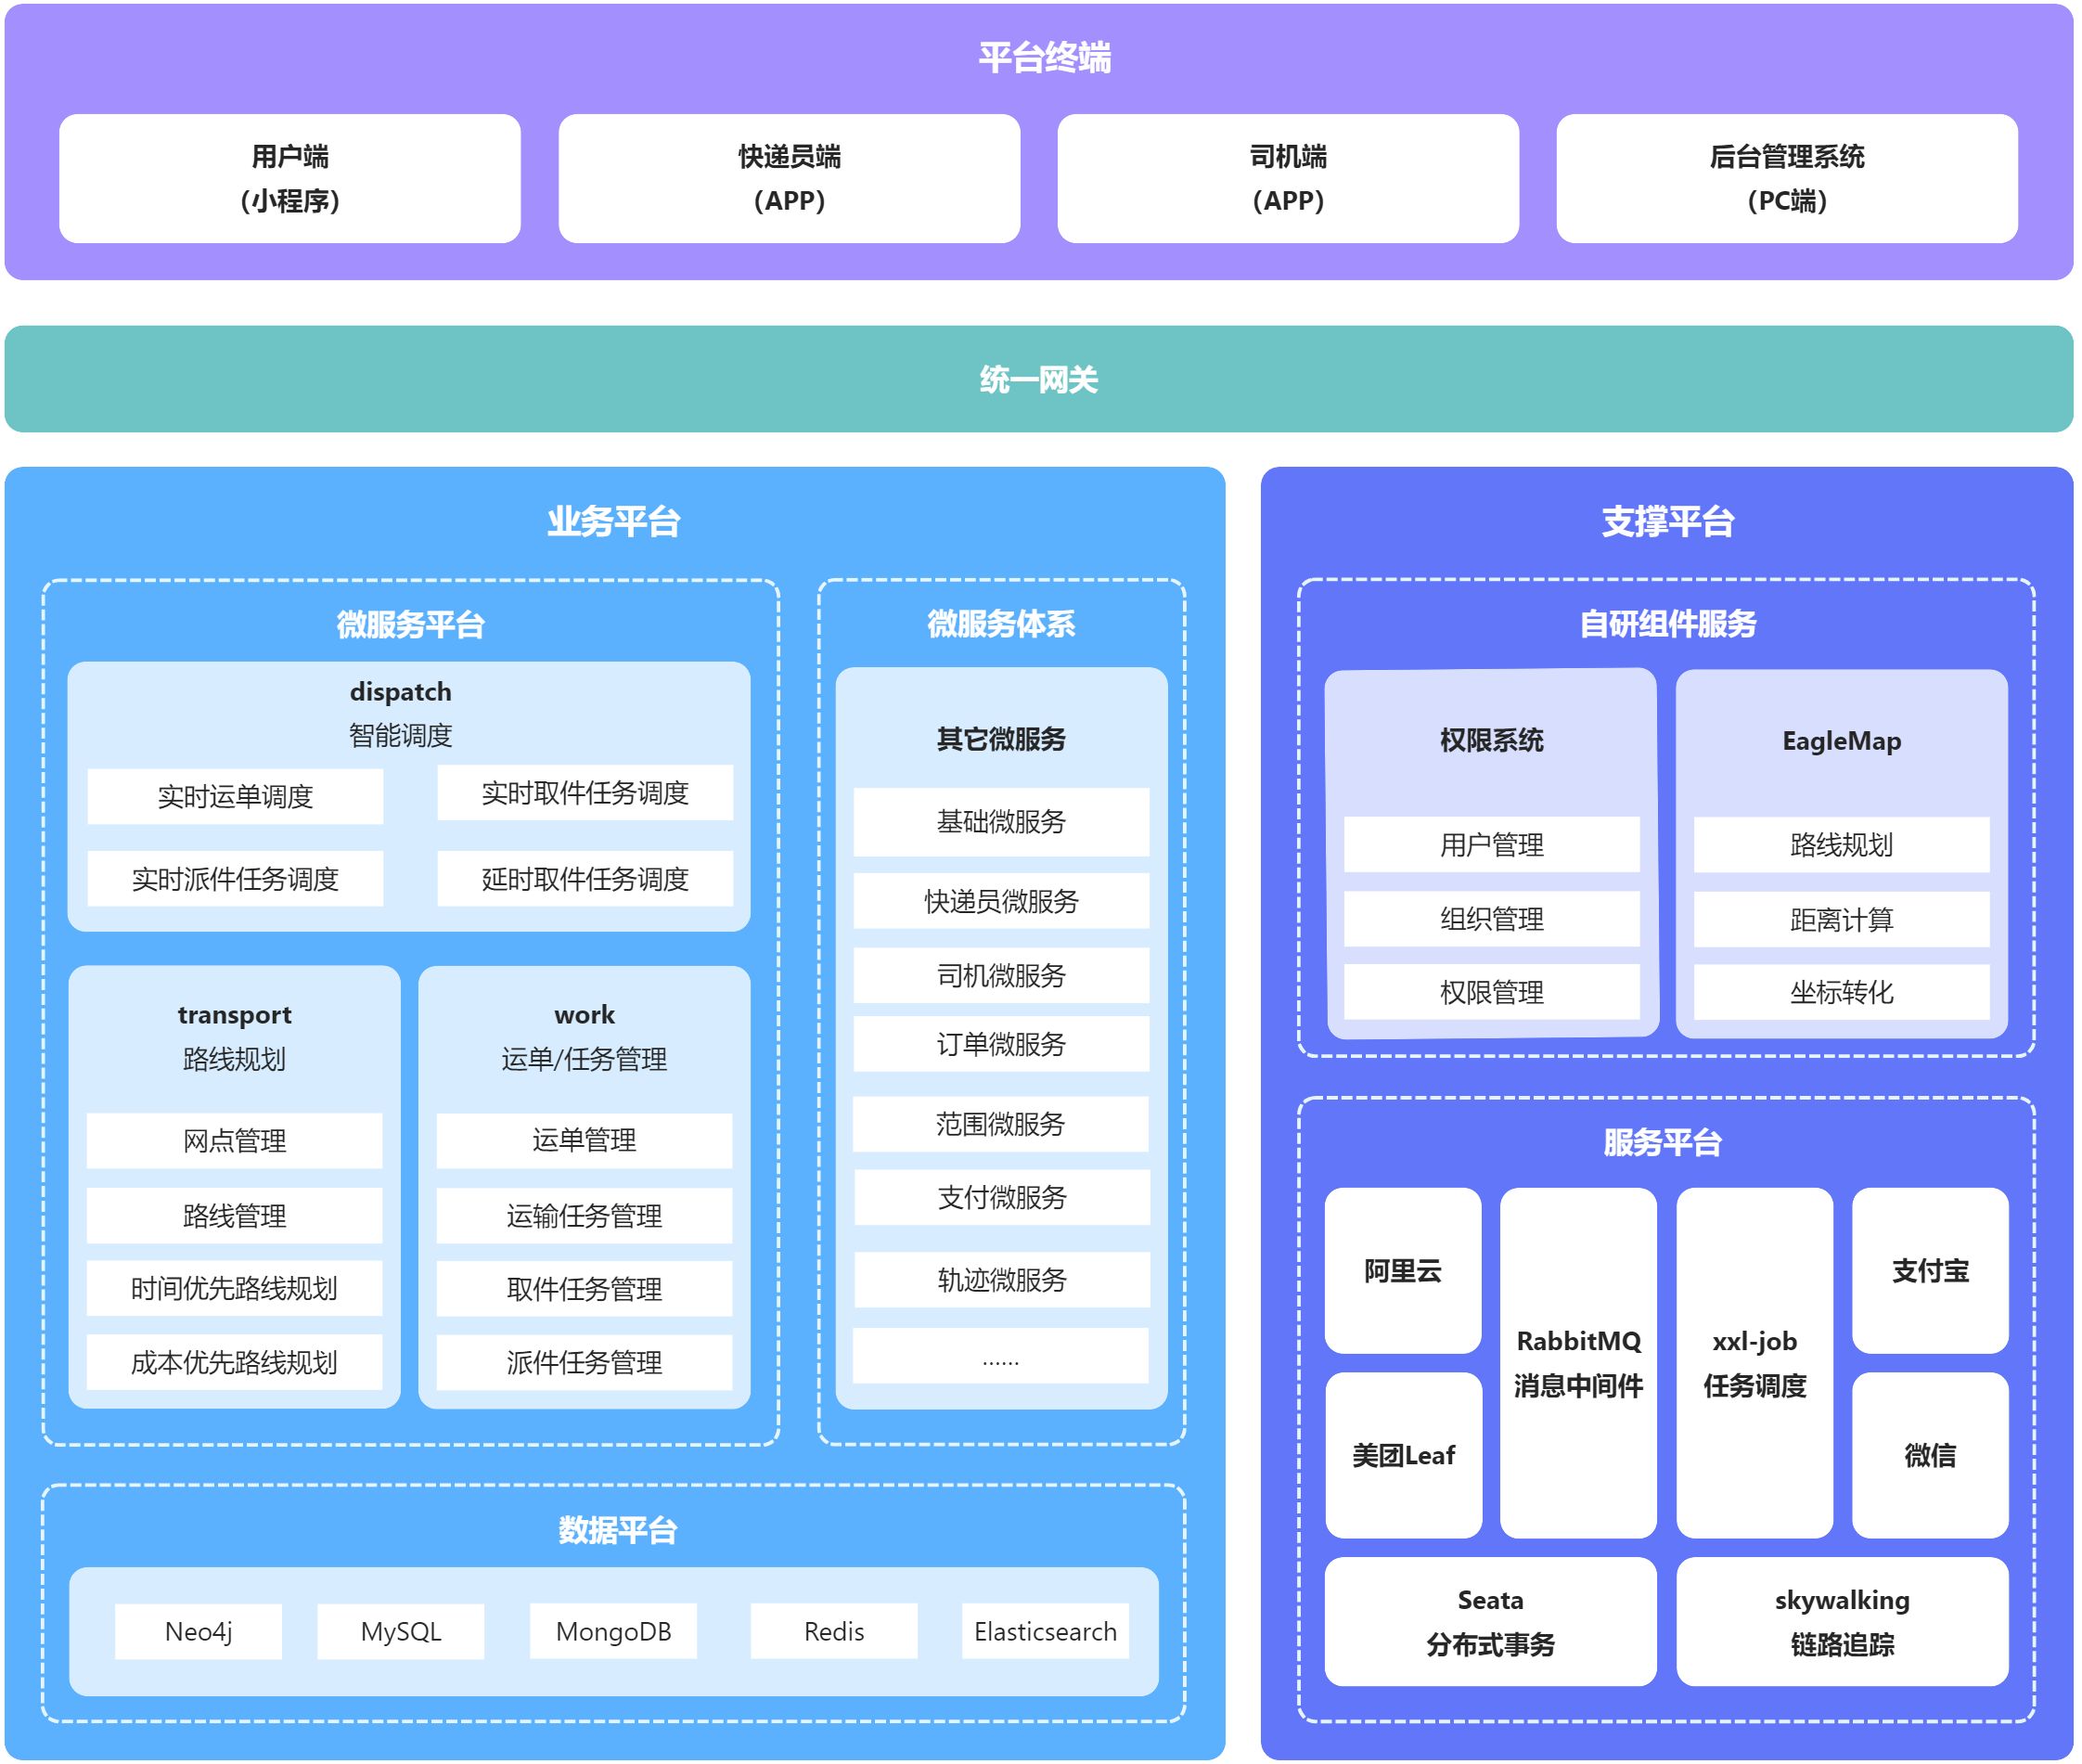 平台终端
用户端
（小程序）
快递员端
（APP）
司机端
（APP）
后台管理系统
（PC端）
统一网关
业务平台
微服务平台
dispatch
智能调度
实时运单调度
实时取件任务调度
实时派件任务调度
延时取件任务调度
transport
路线规划
网点管理
路线管理
时间优先路线规划
成本优先路线规划
work
运单/任务管理
运单管理
运输任务管理
取件任务管理
派件任务管理
微服务体系
其它微服务
基础微服务
快递员微服务
司机微服务
订单微服务
范围微服务
支付微服务
轨迹微服务
......
数据平台
Neo4j
MySQL
MongoDB
Redis
Elasticsearch
支撑平台
自研组件服务
权限系统
用户管理
组织管理
权限管理
EagleMap
路线规划
距离计算
坐标转化
服务平台
阿里云
美团Leaf
RabbitMQ
消息中间件
xxl-job
任务调度
支付宝
微信
Seata
分布式事务
skywalking
链路追踪